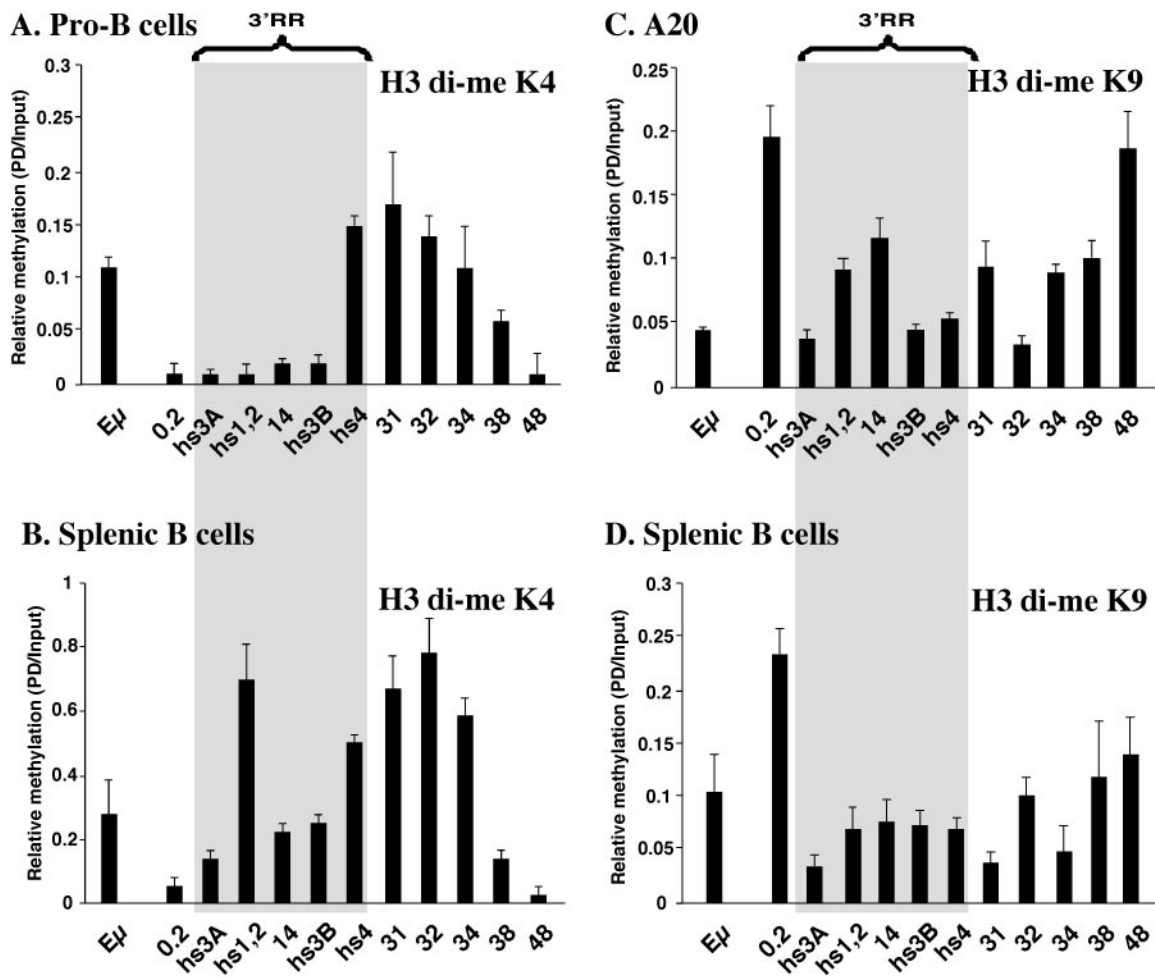 A. Pro-B cells
3'RR
H3 di-me K4
Relative methylation (PD/Input)
0.3
0.25
0.2
0.15
0.1
0.05
0
Eμ 0.2 hs3A hs1,2 14 hs3B hs4 31 32 34 38 48
B. Splenic B cells
H3 di-me K4
Relative methylation (PD/Input)
1
0.8
0.6
0.4
0.2
0
Eμ 0.2 hs3A hs1,2 14 hs3B hs4 31 32 34 38 48
C. A20
3'RR
H3 di-me K9
Relative methylation (PD/Input)
0.25
0.2
0.15
0.1
0.05
0
Eμ 0.2 hs3A hs1,2 14 hs3B hs4 31 32 34 38 48
D. Splenic B cells
H3 di-me K9
Relative methylation (PD/Input)
0.3
0.25
0.2
0.15
0.1
0.05
0
Eμ 0.2 hs3A hs1,2 14 hs3B hs4 31 32 34 38 48